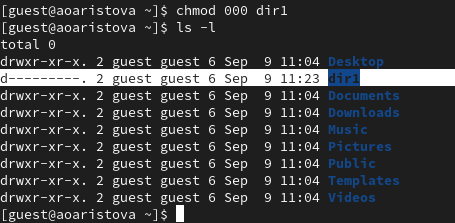 [guest@aoaristova ~]$ chmod 000 dir1
[guest@aoaristova ~]$ ls -l
total 0
drwxr-xr-x. 2 guest guest 6 Sep  9 11:04 Desktop
d---------. 2 guest guest 6 Sep  9 11:23 dir1
drwxr-xr-x. 2 guest guest 6 Sep  9 11:04 Documents
drwxr-xr-x. 2 guest guest 6 Sep  9 11:04 Downloads
drwxr-xr-x. 2 guest guest 6 Sep  9 11:04 Music
drwxr-xr-x. 2 guest guest 6 Sep  9 11:04 Pictures
drwxr-xr-x. 2 guest guest 6 Sep  9 11:04 Public
drwxr-xr-x. 2 guest guest 6 Sep  9 11:04 Templates
drwxr-xr-x. 2 guest guest 6 Sep  9 11:04 Videos
[guest@aoaristova ~]$